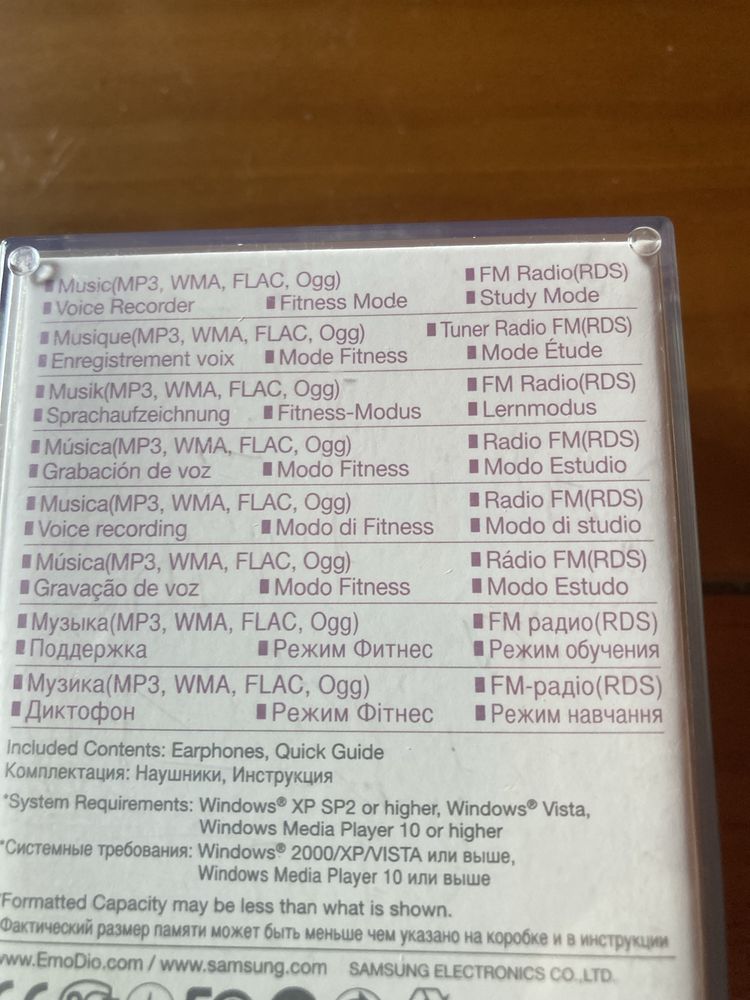 Music(MP3, WMA, FLAC, Ogg) FM Radio(RDS)
Voice Recorder Fitness Mode Study Mode
Musique(MP3, WMA, FLAC, Ogg) Tuner Radio FM(RDS)
Enregistrement voix Mode Fitness Mode Étude
Musik(MP3, WMA, FLAC, Ogg) FM Radio(RDS)
Sprachaufzeichnung Fitness-Modus Lernmodus
Música(MP3, WMA, FLAC, Ogg) Radio FM(RDS)
Grabación de voz Modo Fitness Modo Estudio
Musica(MP3, WMA, FLAC, Ogg) Radio FM(RDS)
Voice recording Modo di Fitness Modo di studio
Música(MP3, WMA, FLAC, Ogg) Rádio FM(RDS)
Gravação de voz Modo Fitness Modo Estudo
Музыка(MP3, WMA, FLAC, Ogg) FM радио(RDS)
Поддержка Режим Фитнес Режим обучения
Музика(MP3, WMA, FLAC, Ogg) FM-радіо(RDS)
Диктофон Режим Фітнес Режим навчання
Included Contents: Earphones, Quick Guide
Комплектация: Наушники, Инструкция
*System Requirements: Windows® XP SP2 or higher, Windows® Vista,
Windows Media Player 10 or higher
*Системные требования: Windows® 2000/XP/VISTA или выше,
Windows Media Player 10 или выше
*Formatted Capacity may be less than what is shown.
Фактический размер памяти может быть меньше чем указано на коробке и в инструкции
www.EmoDio.com / www.samsung.com SAMSUNG ELECTRONICS CO.,LTD.